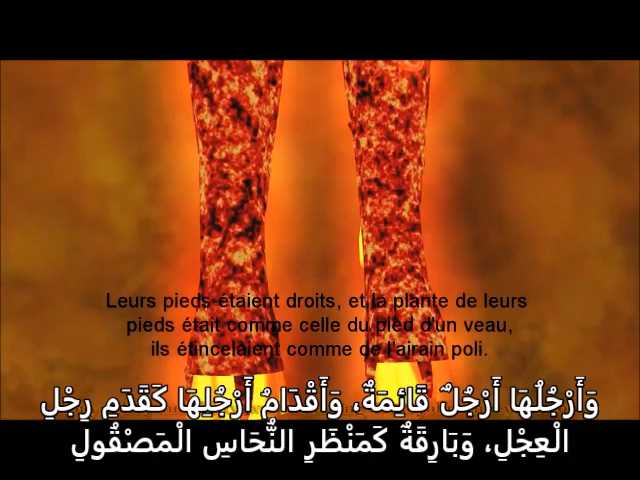 Leurs pieds étaient droits, et la plante de leurs
pieds était comme celle du pied d'un veau,
ils étincelaient comme de l'airain poli.
وَأَرْجُلُهَا أَرْجُلٌ قَائِمَةٌ، وَأَقْدَامُ أَرْجُلِهَا كَقَدَمِ رِجْلِ
الْعِجْلِ، وَبَارِقَةٌ كَمَنْظَرِ النُّحَاسِ الْمَصْقُولِ